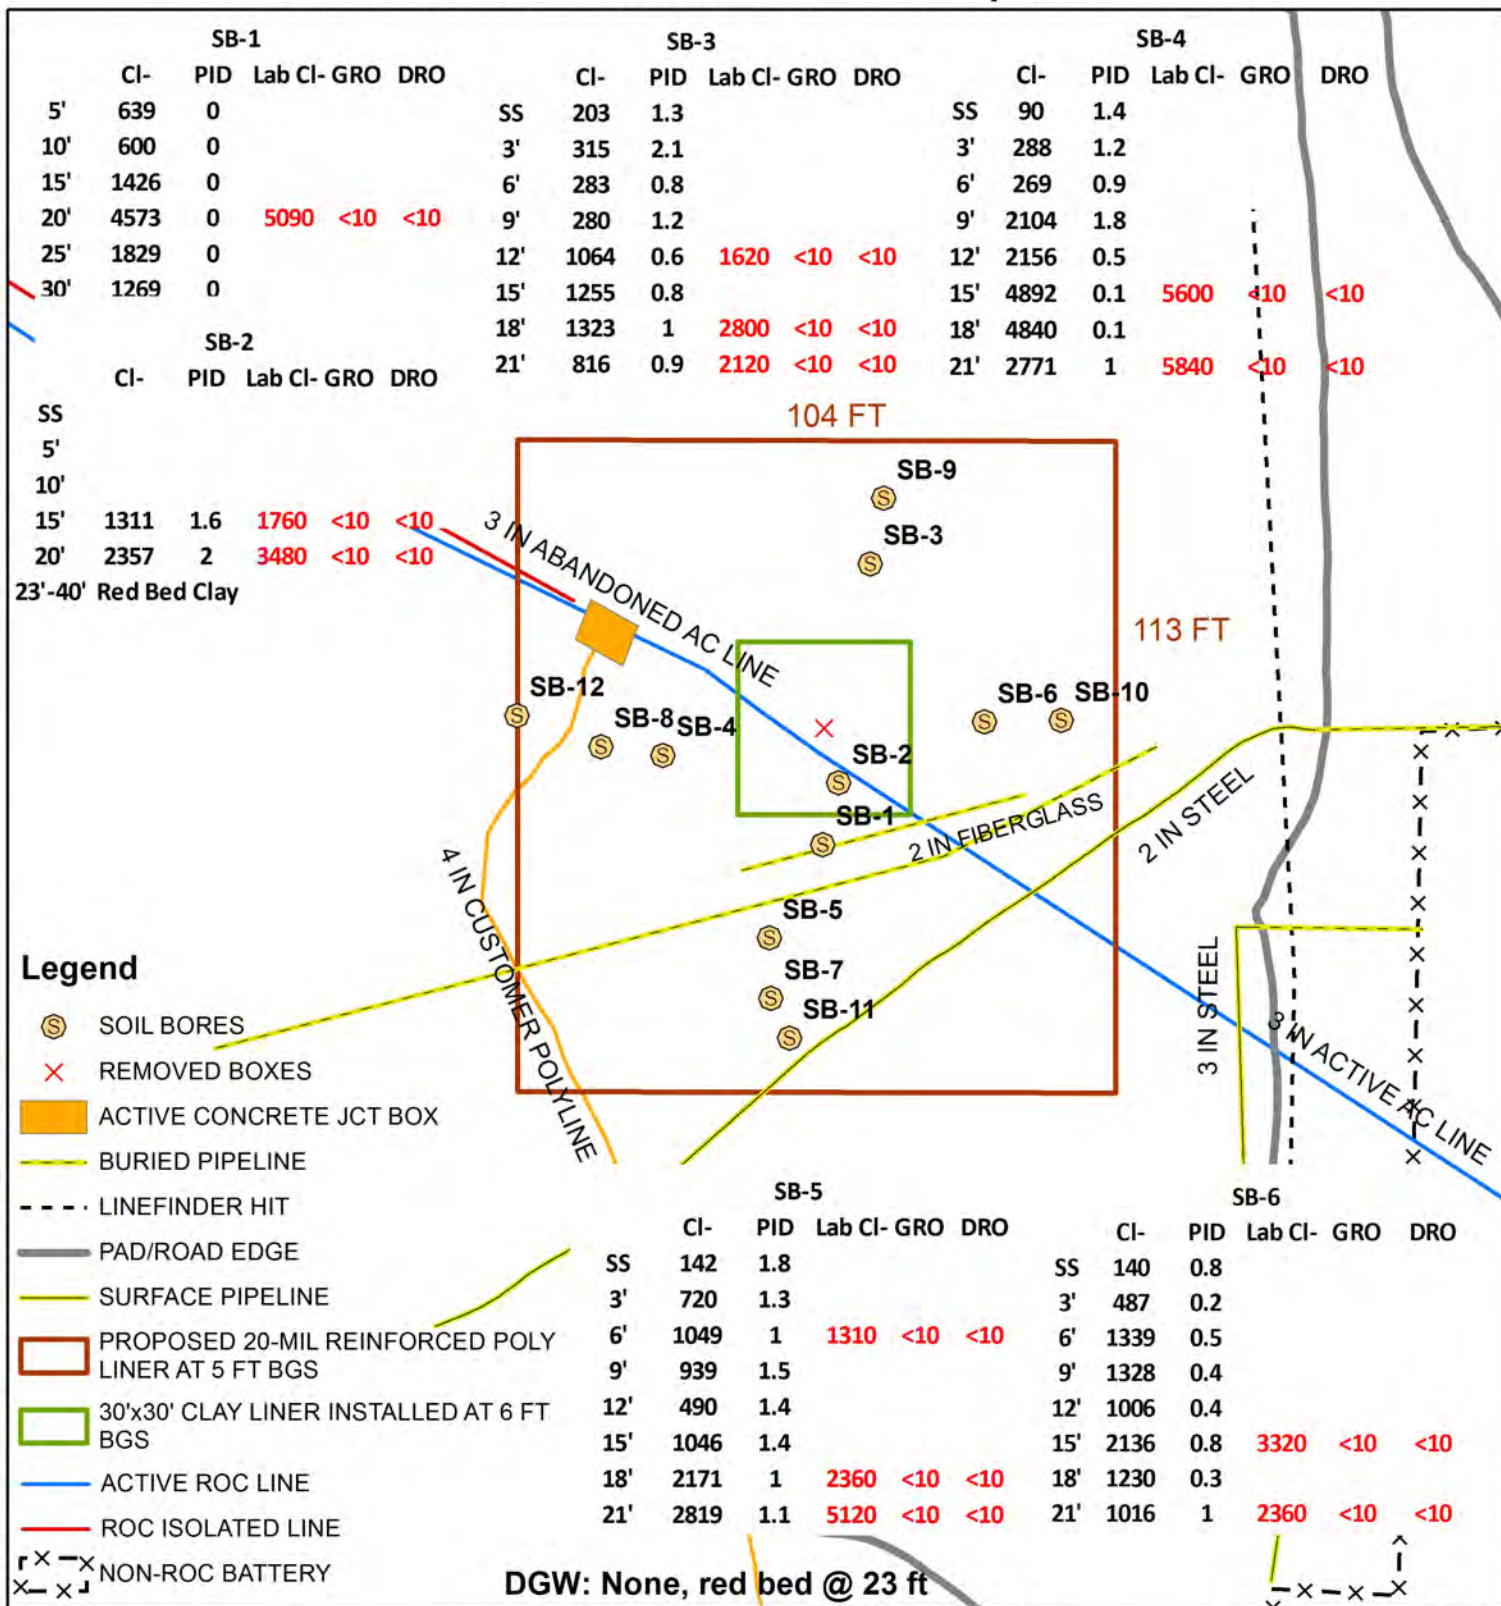 SB-1
Cl- PID Lab Cl- GRO DRO
5' 639 0
10' 600 0
15' 1426 0
20' 4573 0 5090 <10 <10
25' 1829 0
30' 1269 0
SB-3
Cl- PID Lab Cl- GRO DRO
SS 203 1.3
3' 315 2.1
6' 283 0.8
9' 280 1.2
12' 1064 0.6 1620 <10 <10
15' 1255 0.8
18' 1323 1 2800 <10 <10
21' 816 0.9 2120 <10 <10
SB-4
Cl- PID Lab Cl- GRO DRO
SS 90 1.4
3' 288 1.2
6' 269 0.9
9' 2104 1.8
12' 2156 0.5
15' 4892 0.1 5600 <10 <10
18' 4840 0.1
21' 2771 1 5840 <10 <10
SB-2
Cl- PID Lab Cl- GRO DRO
SS
5'
10'
15' 1311 1.6 1760 <10 <10
20' 2357 2 3480 <10 <10
23'-40' Red Bed Clay
104 FT
113 FT
3 IN ABANDONED AC LINE
SB-9
SB-3
SB-12
SB-8
SB-4
SB-6
SB-10
SB-2
SB-1
2 IN FIBERGLASS
2 IN STEEL
SB-5
SB-7
SB-11
4 IN CUSTOMER POLYLINE
3 IN STEEL
3 IN ACTIVE AC LINE
Legend
S SOIL BORES
REMOVED BOXES
ACTIVE CONCRETE JCT BOX
BURIED PIPELINE
LINEFINDER HIT
PAD/ROAD EDGE
SURFACE PIPELINE
PROPOSED 20-MIL REINFORCED POLY
LINER AT 5 FT BGS
30'x30' CLAY LINER INSTALLED AT 6 FT
BGS
ACTIVE ROC LINE
ROC ISOLATED LINE
NON-ROC BATTERY
SB-5
Cl- PID Lab Cl- GRO DRO
SS 142 1.8
3' 720 1.3
6' 1049 1 1310 <10 <10
9' 939 1.5
12' 490 1.4
15' 1046 1.4
18' 2171 1 2360 <10 <10
21' 2819 1.1 5120 <10 <10
SB-6
Cl- PID Lab Cl- GRO DRO
SS 140 0.8
3' 487 0.2
6' 1339 0.5
9' 1328 0.4
12' 1006 0.4
15' 2136 0.8 3320 <10 <10
18' 1230 0.3
21' 1016 1 2360 <10 <10
DGW: None, red bed @ 23 ft